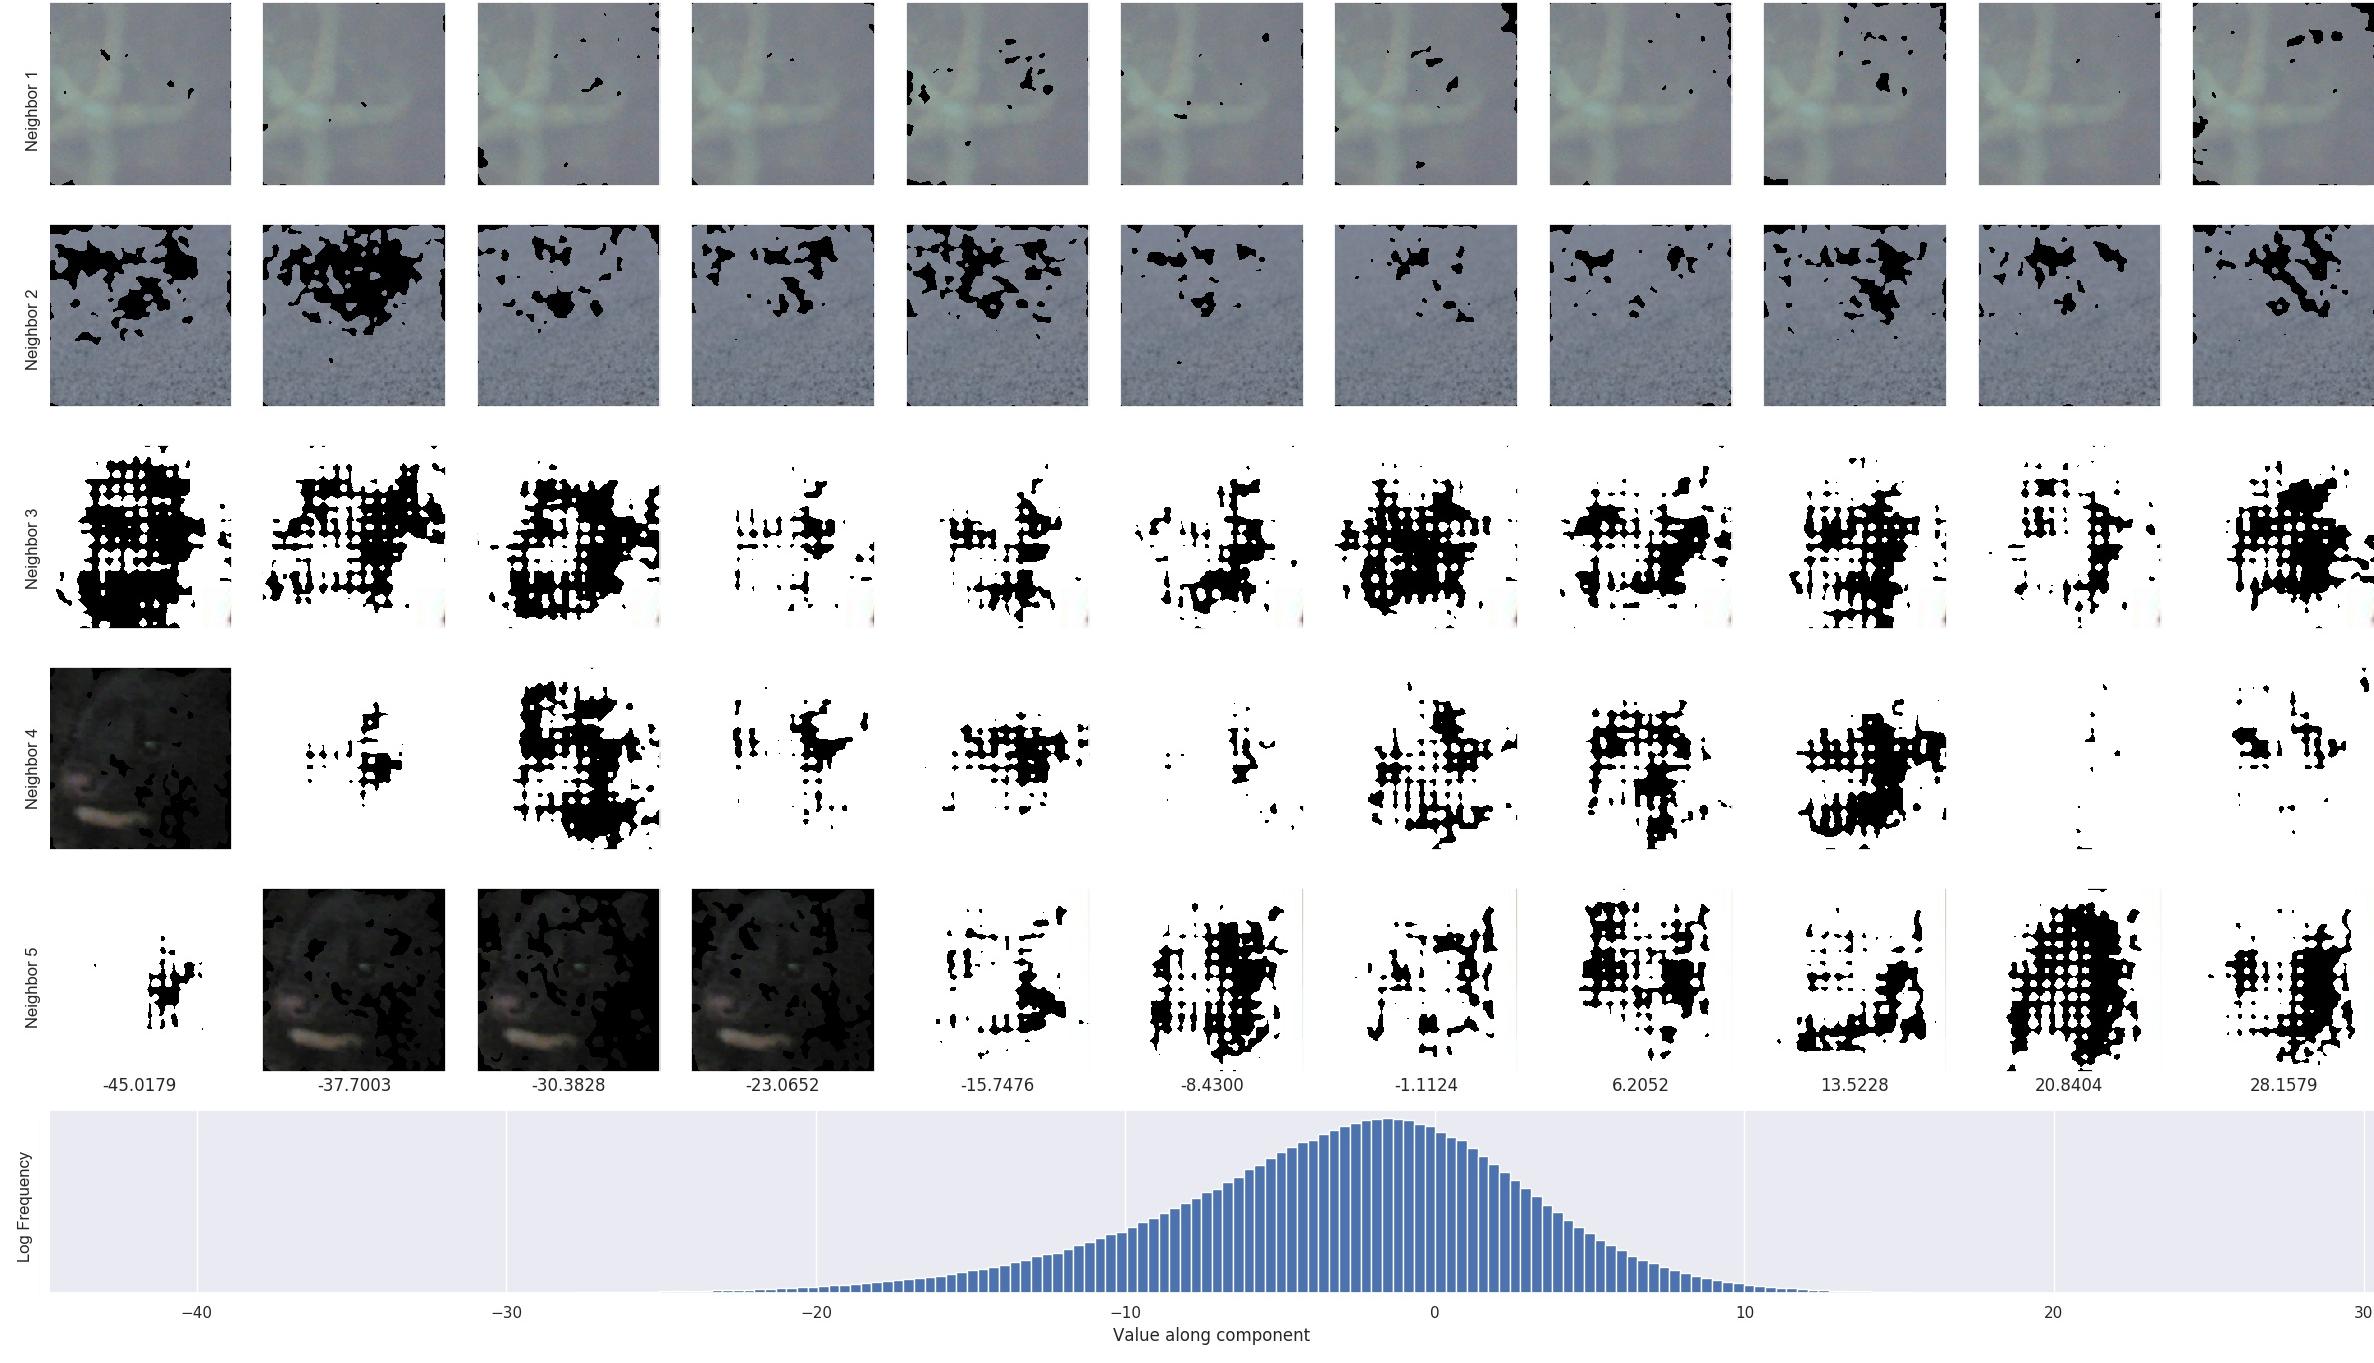 Neighbor 1
Neighbor 2
Neighbor 3
Neighbor 4
Neighbor 5
-45.0179 -37.7003 -30.3828 -23.0652 -15.7476 -8.4300 -1.1124 6.2052 13.5228 20.8404 28.1579
Log Frequency
−40 −30 −20 −10 0 10 20 30
Value along component